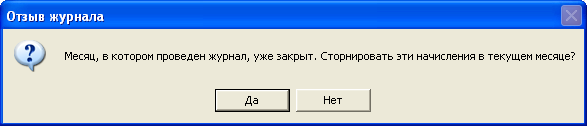 Отзыв журнала
Месяц, в котором проведен журнал, уже закрыт. Сторнировать эти начисления в текущем месяце?
Да
Нет